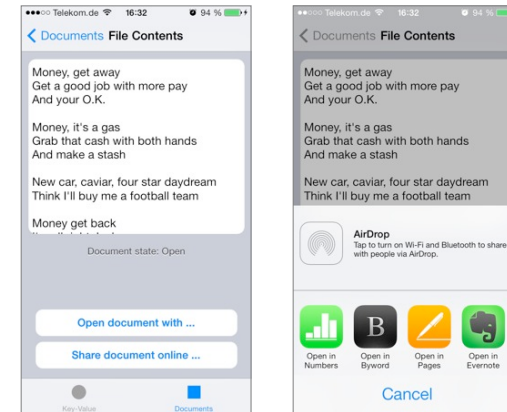 ●●●○○ Telekom.de 16:32 94 %
Documents File Contents
Money, get away
Get a good job with more pay
And your O.K.
Money, it's a gas
Grab that cash with both hands
And make a stash
New car, caviar, four star daydream
Think I'll buy me a football team
Money get back
Document state: Open
Open document with ...
Share document online ...
Key-Value Documents
●●●○○ Telekom.de 16:32 94 %
Documents File Contents
Money, get away
Get a good job with more pay
And your O.K.
Money, it's a gas
Grab that cash with both hands
And make a stash
New car, caviar, four star daydream
Think I'll buy me a football team
AirDrop
Tap to turn on Wi-Fi and Bluetooth to share
with people via AirDrop.
B
Open in Numbers
Open in Byword
Open in Pages
Open in Evernote
Cancel